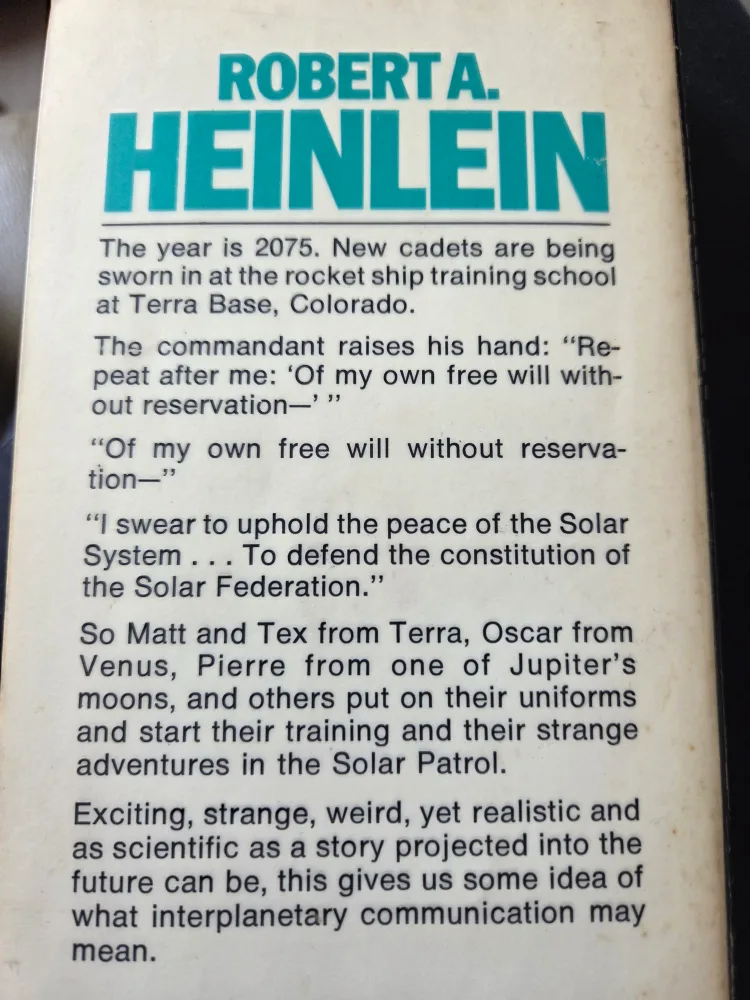 ROBERT A.
HEINLEIN
The year is 2075. New cadets are being
sworn in at the rocket ship training school
at Terra Base, Colorado.
The commandant raises his hand: “Re-
peat after me: ‘Of my own free will with-
out reservation—’ ”
“Of my own free will without reserva-
tion—”
“I swear to uphold the peace of the Solar
System . . . To defend the constitution of
the Solar Federation.”
So Matt and Tex from Terra, Oscar from
Venus, Pierre from one of Jupiter’s
moons, and others put on their uniforms
and start their training and their strange
adventures in the Solar Patrol.
Exciting, strange, weird, yet realistic and
as scientific as a story projected into the
future can be, this gives us some idea of
what interplanetary communication may
mean.